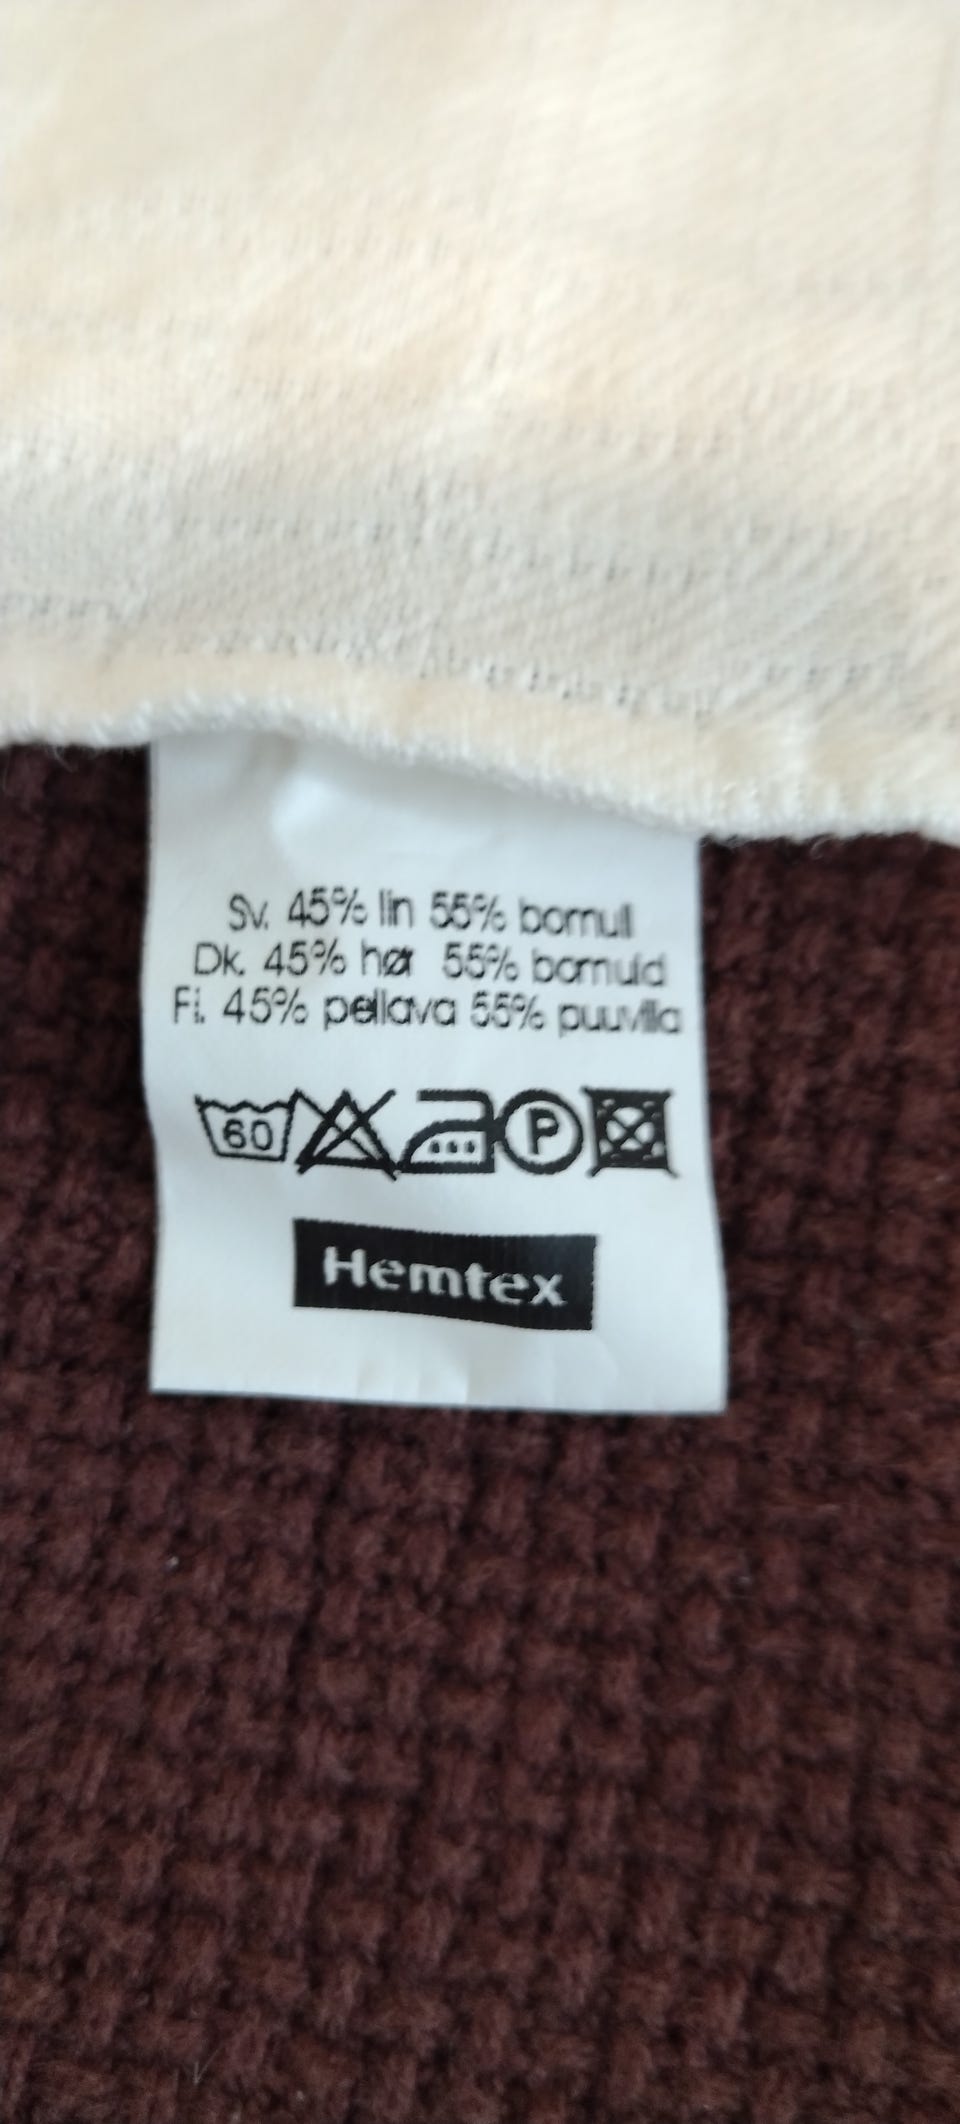 Sv. 45% lin 55% bomull
Dk. 45% hør 55% bomuld
Fi. 45% pellava 55% puuvilla
60 P
Hemtex